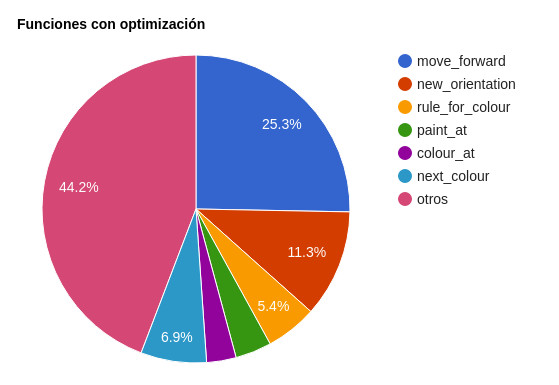 Funciones con optimización
move_forward
new_orientation
rule_for_colour
paint_at
colour_at
next_colour
otros
25.3%
11.3%
5.4%
6.9%
44.2%